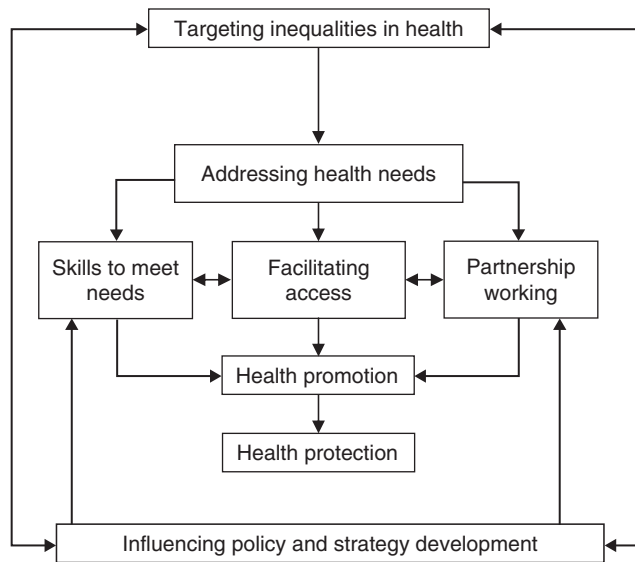 Targeting inequalities in health
Addressing health needs
Skills to meet
needs
Facilitating
access
Partnership
working
Health promotion
Health protection
Influencing policy and strategy development